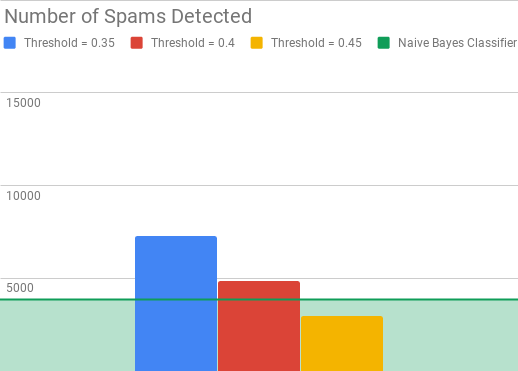 Number of Spams Detected
Threshold = 0.35 Threshold = 0.4 Threshold = 0.45 Naive Bayes Classifier
15000
10000
5000